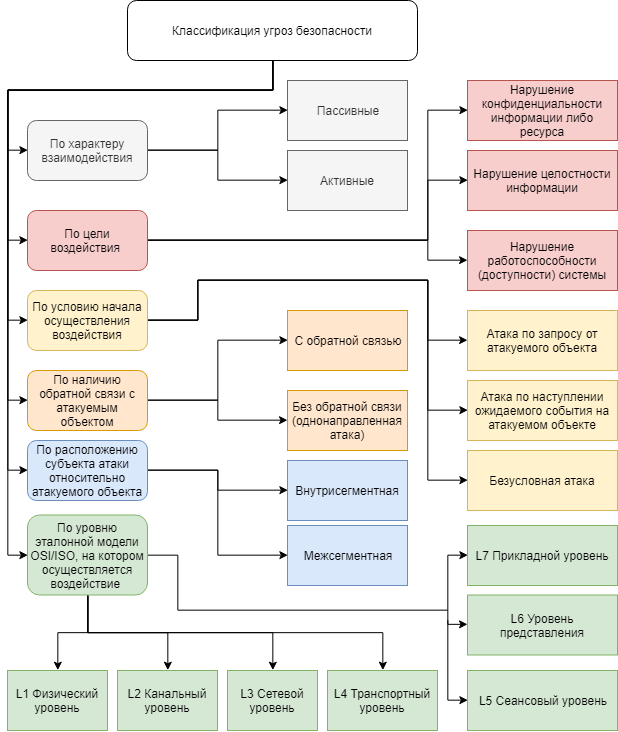 Классификация угроз безопасности
По характеру
взаимодействия
Пассивные
Активные
По цели
воздействия
Нарушение
конфиденциальности
информации либо
ресурса
Нарушение целостности
информации
Нарушение
работоспособности
(доступности) системы
По условию начала
осуществления
воздействия
Атака по запросу от
атакуемого объекта
Атака по наступлении
ожидаемого события на
атакуемом объекте
Безусловная атака
По наличию
обратной связи с
атакуемым
объектом
С обратной связью
Без обратной связи
(однонаправленная
атака)
По расположению
субъекта атаки
относительно
атакуемого объекта
Внутрисегментная
Межсегментная
По уровню
эталонной модели
OSI/ISO, на котором
осуществляется
воздействие
L7 Прикладной уровень
L6 Уровень
представления
L5 Сеансовый уровень
L1 Физический
уровень
L2 Канальный
уровень
L3 Сетевой
уровень
L4 Транспортный
уровень